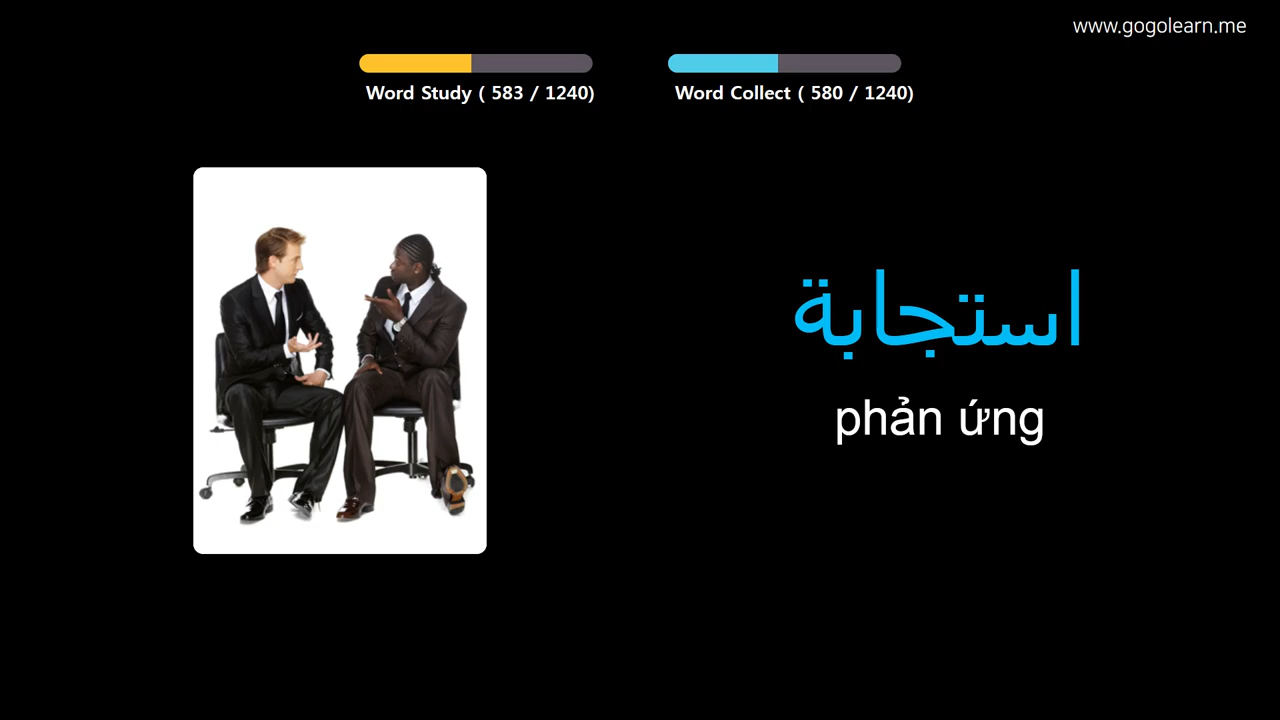 www.gogolearn.me
Word Study ( 583 / 1240)
Word Collect ( 580 / 1240)
استجابة
phản ứng